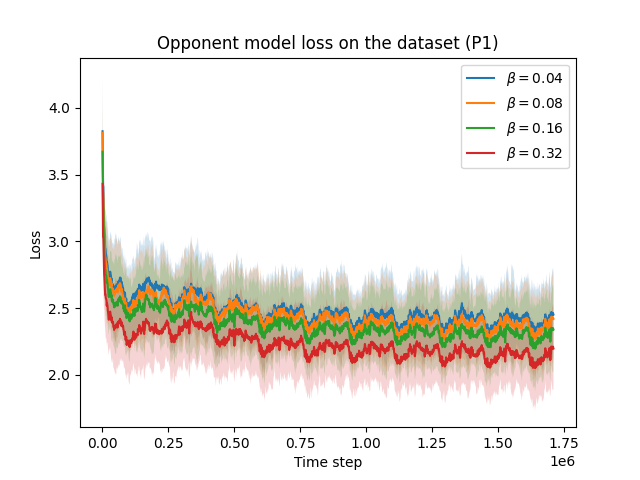 Opponent model loss on the dataset (P1)
β = 0.04
β = 0.08
β = 0.16
β = 0.32
4.0
3.5
3.0
2.5
2.0
Loss
0.00 0.25 0.50 0.75 1.00 1.25 1.50 1.75
1e6
Time step